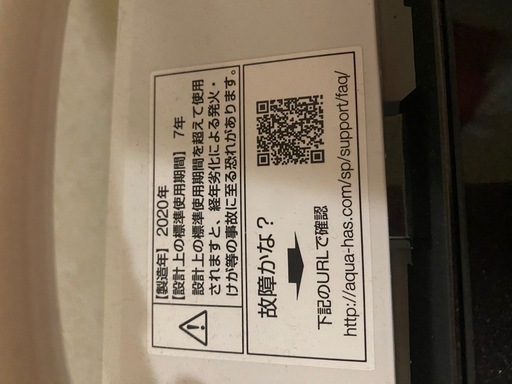 【製造年】 2020年
【設計上の標準使用期間】 7年
設計上の標準使用期間を超えて使用
されますと、経年劣化による発火・
けが等の事故に至る恐れがあります。
故障かな？
下記のURLで確認
http://aqua-has.com/sp/support/faq/